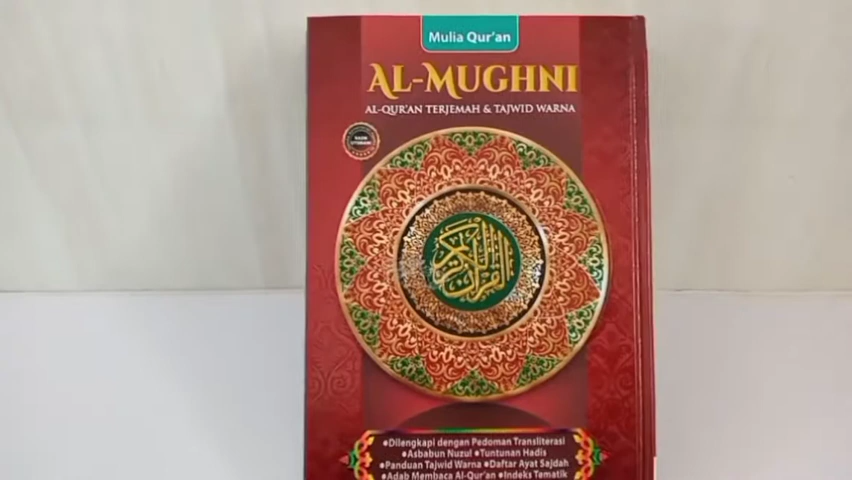 Mulia Qur'an
AL-MUGHNI
AL-QUR'AN TERJEMAH & TAJWID WARNA
القرآن الكريم
•Dilengkapi dengan Pedoman Transliterasi
•Asbabun Nuzul •Tuntunan Hadis
•Panduan Tajwid Warna •Daftar Ayat Sajdah
•Adab Membaca Al-Qur'an •Indeks Tematik